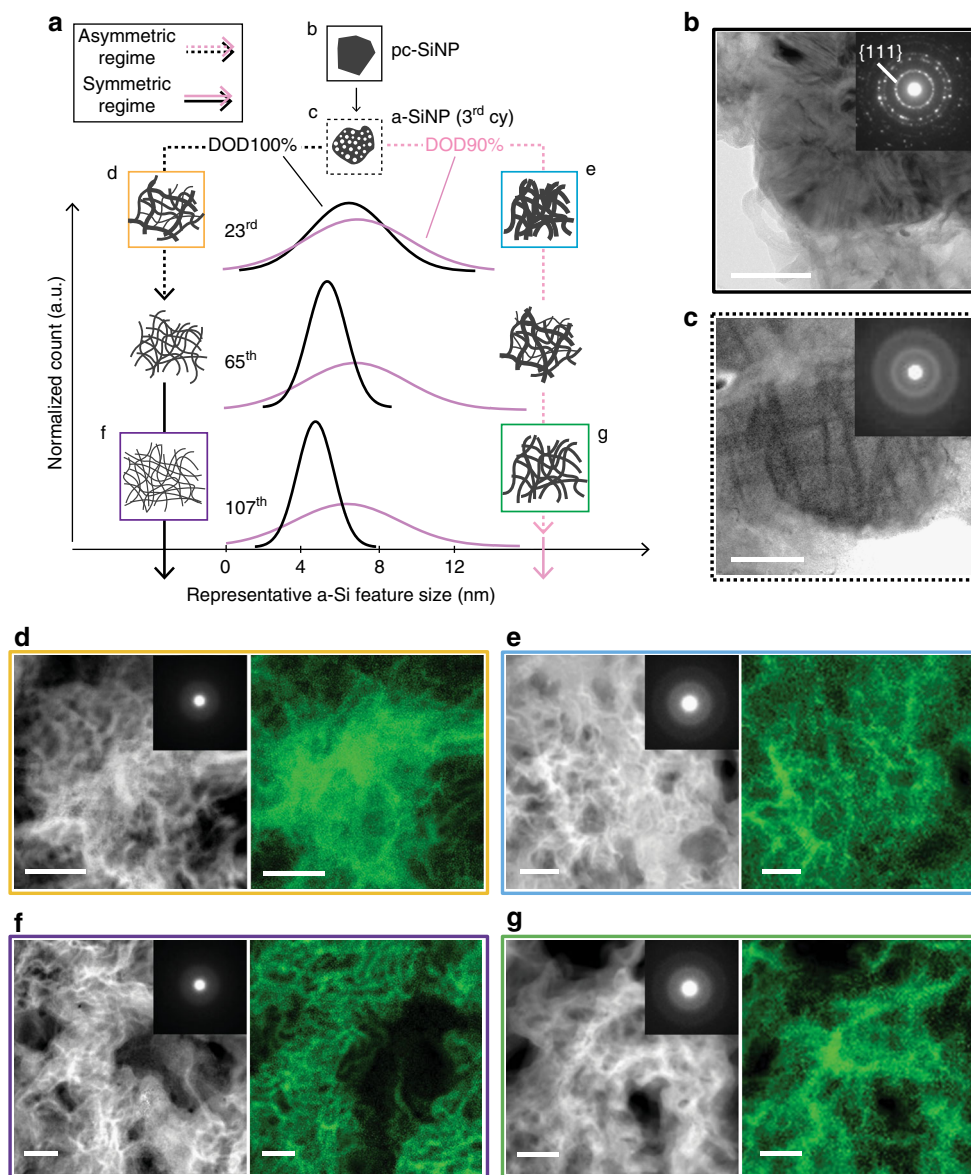 a
Asymmetric
regime
Symmetric
regime
b
pc-SiNP
c
a-SiNP (3rd cy)
DOD100%
DOD90%
d
e
23rd
65th
f
g
107th
Normalized count (a.u.)
0 4 8 12
Representative a-Si feature size (nm)
b
{111}
c
d
e
f
g